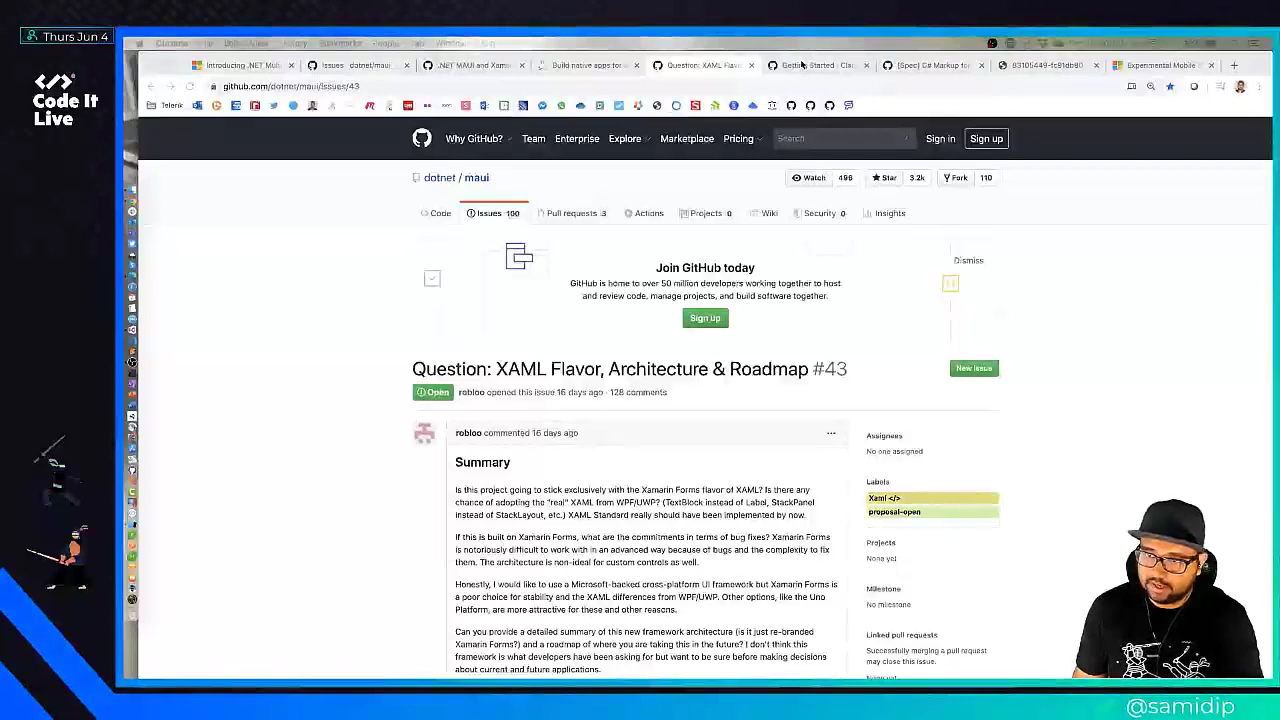 Thurs Jun 4
Code It
Live
Introducing .NET Mult
Issues · dotnet/maui
.NET MAUI and Xama
Build native apps for
Question: XAML Flavor
Getting Started - Clan
[Spec] C# Markup for
83105449-fc91db80
Experimental Mobile B
github.com/dotnet/maui/issues/43
Telerik
Why GitHub?
Team
Enterprise
Explore
Marketplace
Pricing
Search
Sign in
Sign up
dotnet / maui
Watch
496
Star
3.2k
Fork
110
Code
Issues 100
Pull requests 3
Actions
Projects 0
Wiki
Security 0
Insights
Join GitHub today
Dismiss
GitHub is home to over 50 million developers working together to host
and review code, manage projects, and build software together.
Sign up
Question: XAML Flavor, Architecture & Roadmap #43
New issue
Open
robloo opened this issue 16 days ago · 128 comments
robloo commented 16 days ago
Summary
Is this project going to stick exclusively with the Xamarin Forms flavor of XAML? Is there any
chance of adopting the "real" XAML from WPF/UWP? (TextBlock instead of Label, StackPanel
instead of StackLayout, etc.) XAML Standard really should have been implemented by now.
If this is built on Xamarin Forms, what are the commitments in terms of bug fixes? Xamarin Forms
is notoriously difficult to work with in an advanced way because of bugs and the complexity to fix
them. The architecture is non-ideal for custom controls as well.
Honestly, I would like to use a Microsoft-backed cross-platform UI framework but Xamarin Forms is
a poor choice for stability and the XAML differences from WPF/UWP. Other options, like the Uno
Platform, are more attractive for these and other reasons.
Can you provide a detailed summary of this new framework architecture (is it just re-branded
Xamarin Forms?) and a roadmap of where you are taking this in the future? I don't think this
framework is what developers have been asking for but want to be sure before making decisions
about current and future applications.
Assignees
No one assigned
Labels
Xaml </>
proposal-open
Projects
None yet
Milestone
No milestone
Linked pull requests
Successfully merging a pull request
may close this issue.
@samidip